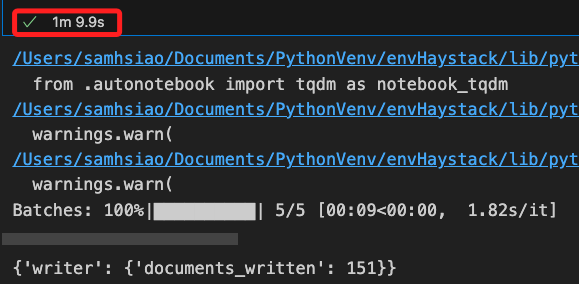 ✓ 1m 9.9s
/Users/samhsiao/Documents/PythonVenv/envHaystack/lib/pyt
from .autonotebook import tqdm as notebook_tqdm
/Users/samhsiao/Documents/PythonVenv/envHaystack/lib/pyt
warnings.warn(
/Users/samhsiao/Documents/PythonVenv/envHaystack/lib/pyt
warnings.warn(
Batches: 100%|██████████| 5/5 [00:09<00:00,  1.82s/it]
{'writer': {'documents_written': 151}}